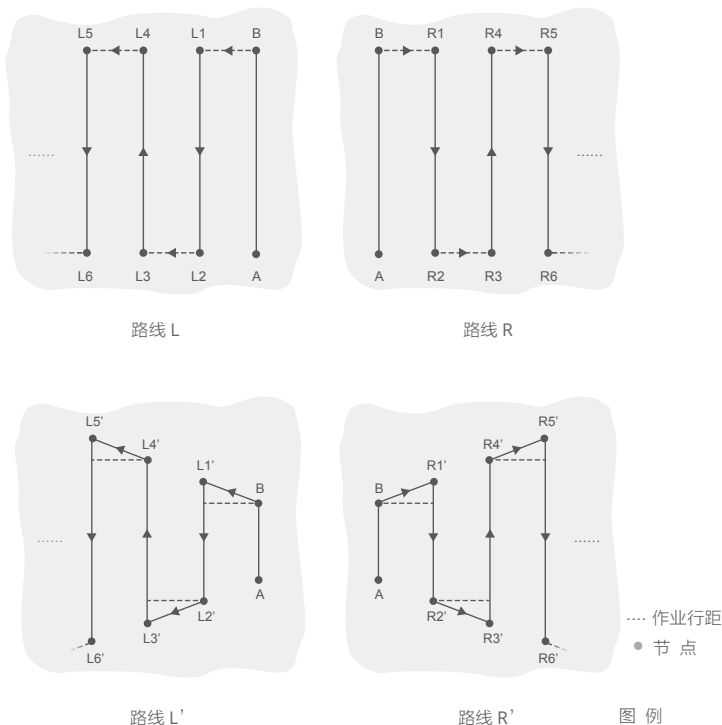 L5 L4 L1 B
L6 L3 L2 A
路线 L
B R1 R4 R5
A R2 R3 R6
路线 R
L5’
L4’
L1’
B
A
L2’
L3’
L6’
路线 L’
R5’
R4’
R1’
B
A
R2’
R3’
R6’
路线 R’
作业行距
节 点
图 例